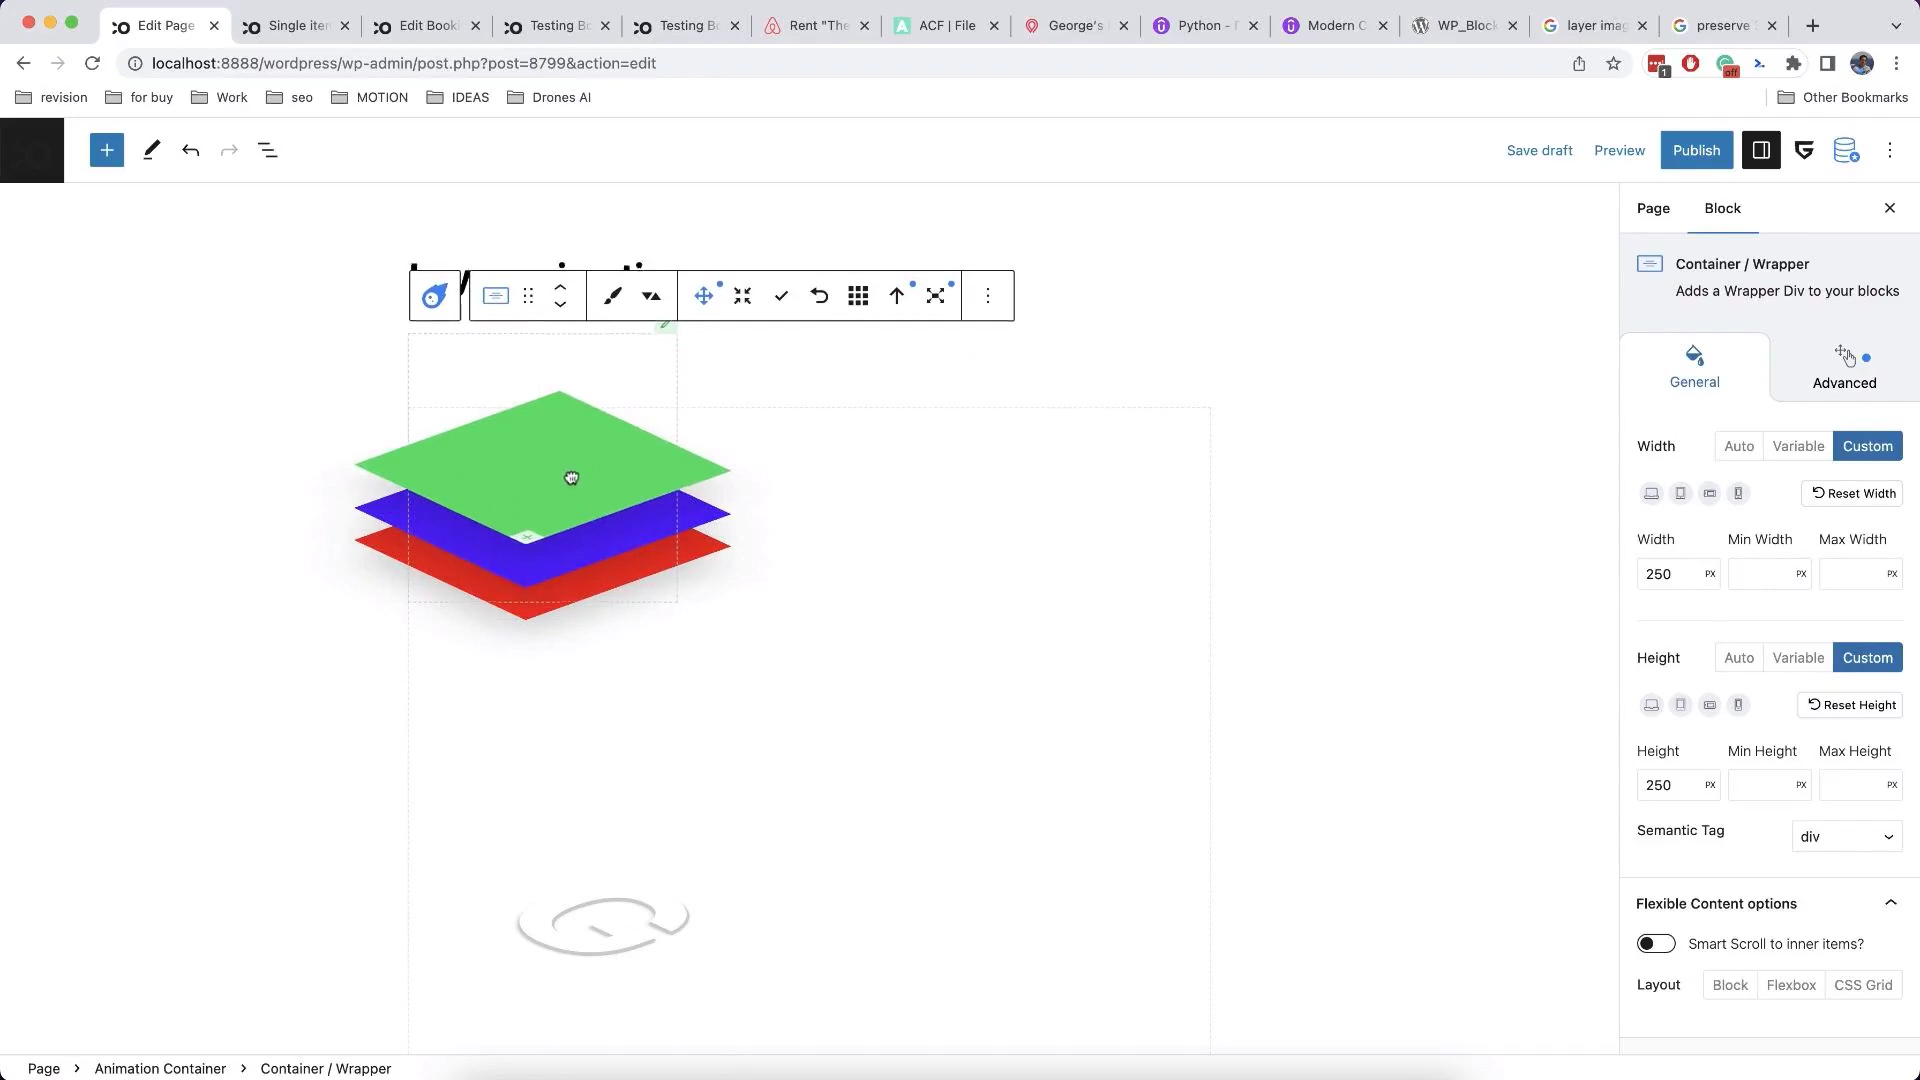 Edit Page
Single iter
Edit Booki
Testing Bo
Testing Bo
Rent "The
ACF | File
George's
Python -
Modern C
WP_Block
layer imag
preserve
localhost:8888/wordpress/wp-admin/post.php?post=8799&action=edit
1
off
revision
for buy
Work
seo
MOTION
IDEAS
Drones AI
Other Bookmarks
Save draft
Preview
Publish
Page
Block
Container / Wrapper
Adds a Wrapper Div to your blocks
General
Advanced
Width
Auto
Variable
Custom
Reset Width
Width
Min Width
Max Width
250
PX
PX
PX
Height
Auto
Variable
Custom
Reset Height
Height
Min Height
Max Height
250
PX
PX
PX
Semantic Tag
div
Flexible Content options
Smart Scroll to inner items?
Layout
Block
Flexbox
CSS Grid
Page
Animation Container
Container / Wrapper